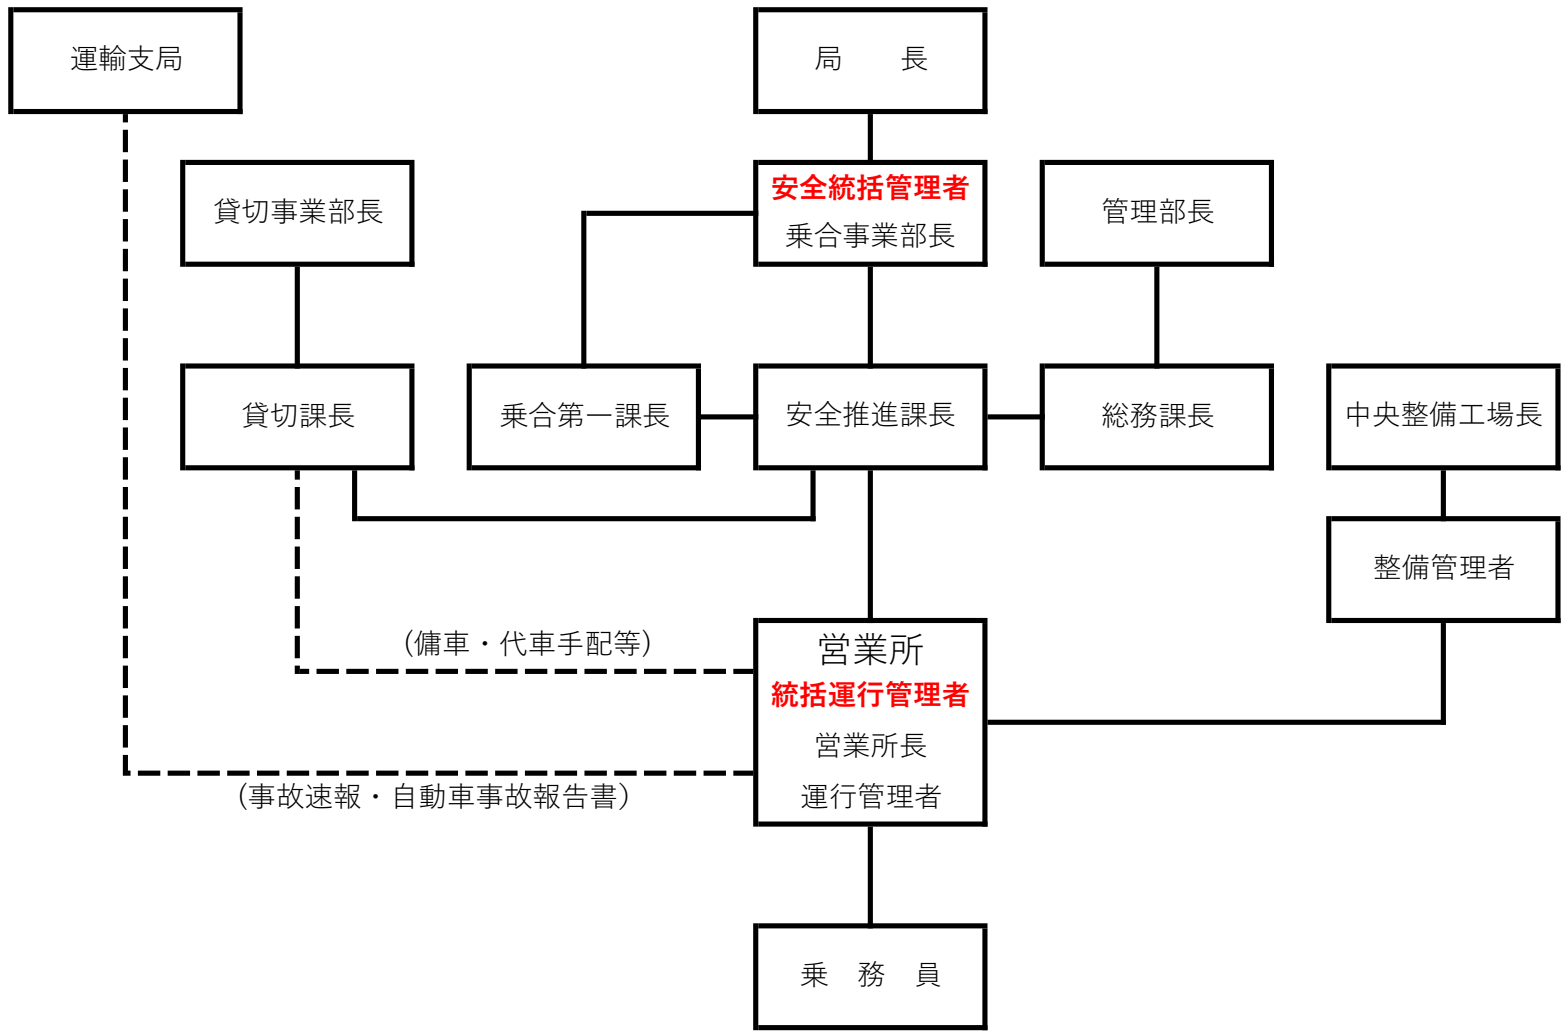 運輸支局
局　　長
安全統括管理者
乗合事業部長
貸切事業部長
管理部長
貸切課長
乗合第一課長
安全推進課長
総務課長
中央整備工場長
整備管理者
(傭車・代車手配等)
営業所
統括運行管理者
営業所長
運行管理者
(事故速報・自動車事故報告書)
乗　務　員